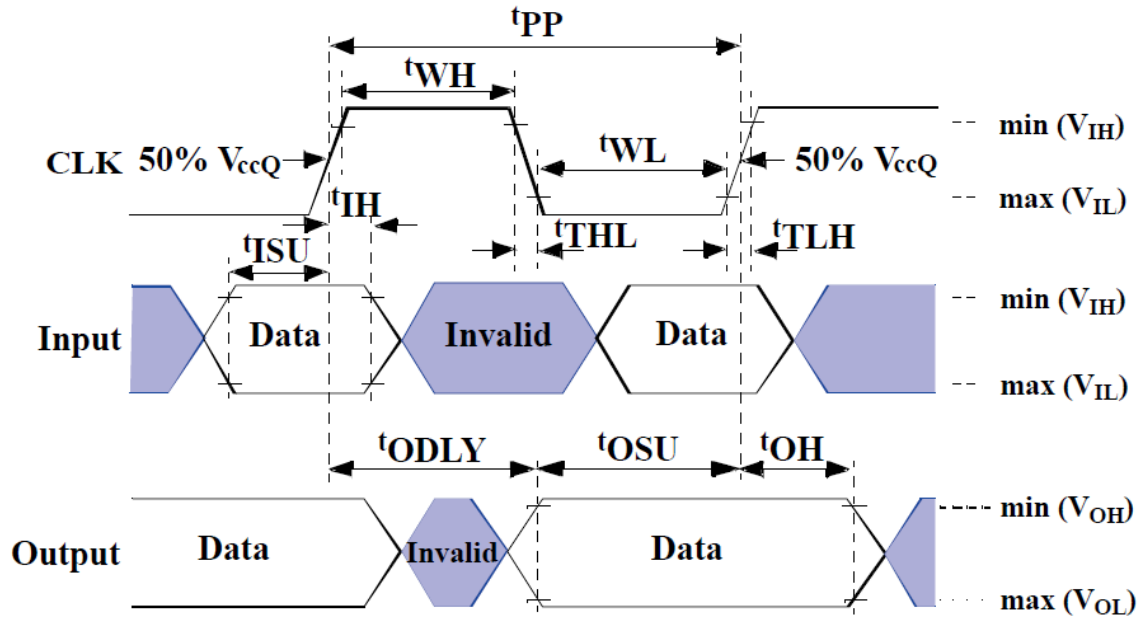 tPP
tWH
min (VIH)
CLK 50% VccQ tWL 50% VccQ
max (VIL)
tIH
tTHL tTLH
tISU
min (VIH)
Input Data Invalid Data
max (VIL)
tODLY tOSU tOH
min (VOH)
Output Data Invalid Data
max (VOL)